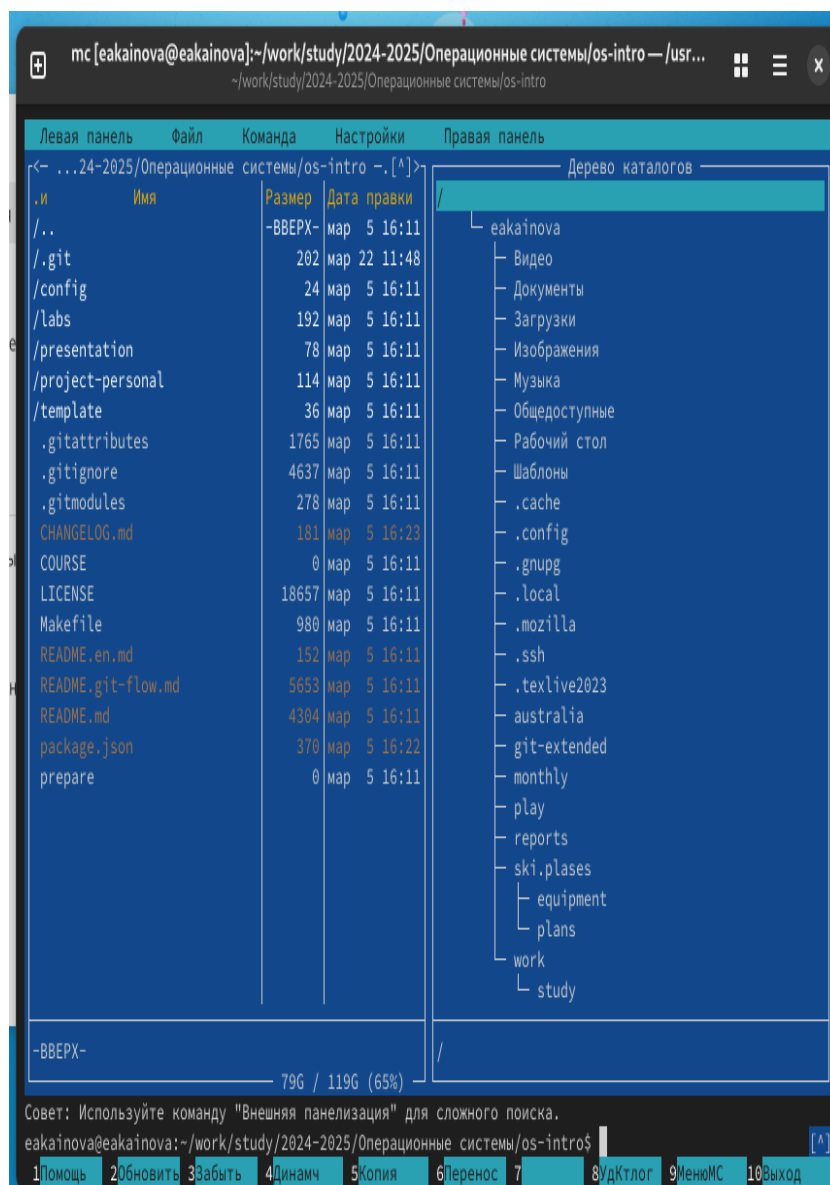 mc [eakainova@eakainova]:~/work/study/2024-2025/Операционные системы/os-intro — /usr...
~/work/study/2024-2025/Операционные системы/os-intro
Левая панель Файл Команда Настройки Правая панель
<— ...24-2025/Операционные системы/os-intro —.[^]>
.и Имя Размер Дата правки
/.. -ВВЕРХ- мар 5 16:11
/.git 202 мар 22 11:48
/config 24 мар 5 16:11
/labs 192 мар 5 16:11
/presentation 78 мар 5 16:11
/project-personal 114 мар 5 16:11
/template 36 мар 5 16:11
.gitattributes 1765 мар 5 16:11
.gitignore 4637 мар 5 16:11
.gitmodules 278 мар 5 16:11
CHANGELOG.md 181 мар 5 16:23
COURSE 0 мар 5 16:11
LICENSE 18657 мар 5 16:11
Makefile 980 мар 5 16:11
README.en.md 152 мар 5 16:11
README.git-flow.md 5653 мар 5 16:11
README.md 4304 мар 5 16:11
package.json 370 мар 5 16:22
prepare 0 мар 5 16:11
-ВВЕРХ-
79G / 119G (65%)
Дерево каталогов
/
eakainova
Видео
Документы
Загрузки
Изображения
Музыка
Общедоступные
Рабочий стол
Шаблоны
.cache
.config
.gnupg
.local
.mozilla
.ssh
.texlive2023
australia
git-extended
monthly
play
reports
ski.plases
equipment
plans
work
study
/
Совет: Используйте команду "Внешняя панелизация" для сложного поиска.
eakainova@eakainova:~/work/study/2024-2025/Операционные системы/os-intro$ [^]
1Помощь 2Обновить 3Забыть 4Динамч 5Копия 6Перенос 7 8УдКтлог 9МенюМС 10Выход